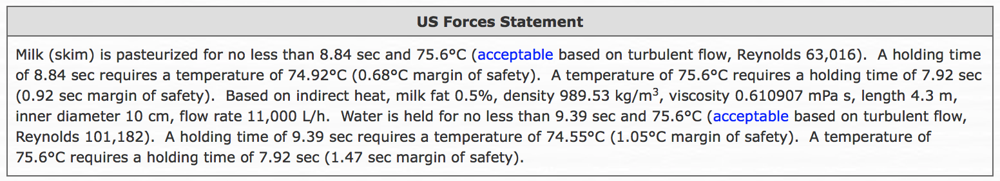 US Forces Statement
Milk (skim) is pasteurized for no less than 8.84 sec and 75.6°C (acceptable based on turbulent flow, Reynolds 63,016).  A holding time
of 8.84 sec requires a temperature of 74.92°C (0.68°C margin of safety).  A temperature of 75.6°C requires a holding time of 7.92 sec
(0.92 sec margin of safety).  Based on indirect heat, milk fat 0.5%, density 989.53 kg/m³, viscosity 0.610907 mPa s, length 4.3 m,
inner diameter 10 cm, flow rate 11,000 L/h.  Water is held for no less than 9.39 sec and 75.6°C (acceptable based on turbulent flow,
Reynolds 101,182).  A holding time of 9.39 sec requires a temperature of 74.55°C (1.05°C margin of safety).  A temperature of
75.6°C requires a holding time of 7.92 sec (1.47 sec margin of safety).